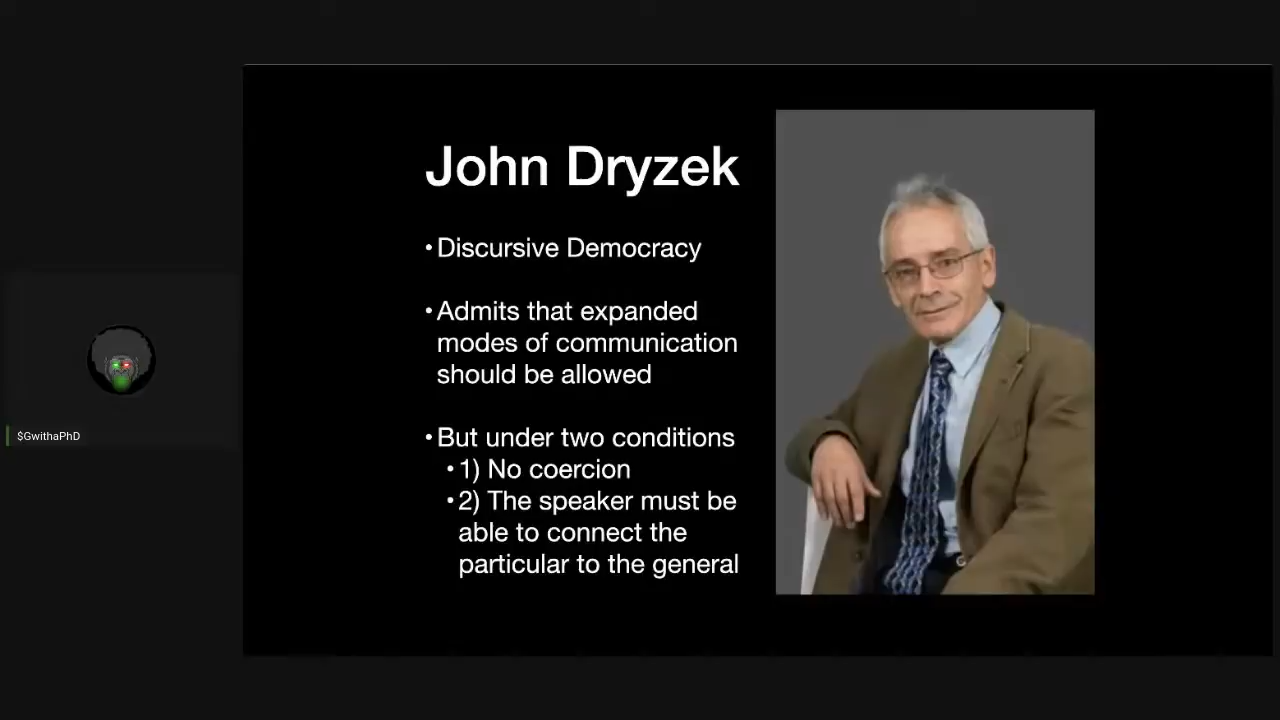 John Dryzek
•Discursive Democracy
•Admits that expanded
modes of communication
should be allowed
•But under two conditions
•1) No coercion
•2) The speaker must be
able to connect the
particular to the general
$GwithaPhD